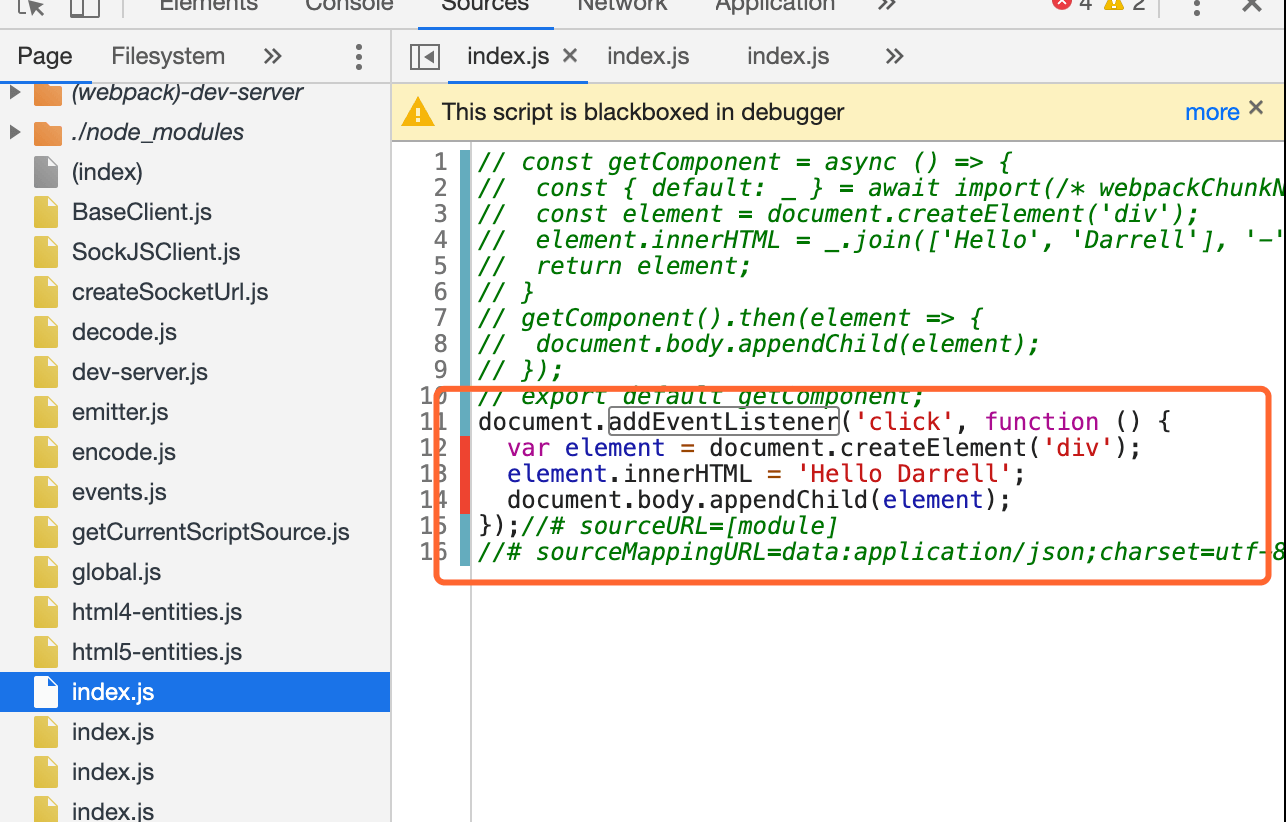 Elements Console Sources Network Application » 4 2
Page Filesystem »
index.js × index.js index.js »
(webpack)-dev-server
./node_modules
(index)
BaseClient.js
SockJSClient.js
createSocketUrl.js
decode.js
dev-server.js
emitter.js
encode.js
events.js
getCurrentScriptSource.js
global.js
html4-entities.js
html5-entities.js
index.js
index.js
index.js
index.js
This script is blackboxed in debugger more ×
1 // const getComponent = async () => {
2 //  const { default: _ } = await import(/* webpackChunkN
3 //  const element = document.createElement('div');
4 //  element.innerHTML = _.join(['Hello', 'Darrell'], '-'
5 //  return element;
6 // }
7 // getComponent().then(element => {
8 //  document.body.appendChild(element);
9 // });
10 // export default getComponent;
11 document.addEventListener('click', function () {
12   var element = document.createElement('div');
13   element.innerHTML = 'Hello Darrell';
14   document.body.appendChild(element);
15 });//# sourceURL=[module]
16 //# sourceMappingURL=data:application/json;charset=utf-8